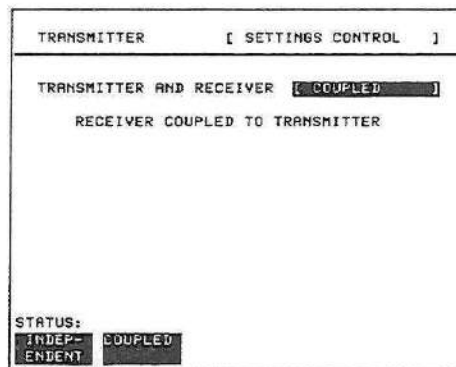 TRANSMITTER [ SETTINGS CONTROL ]
TRANSMITTER AND RECEIVER [ COUPLED ]
RECEIVER COUPLED TO TRANSMITTER
STATUS:
INDEP- COUPLED
ENDENT